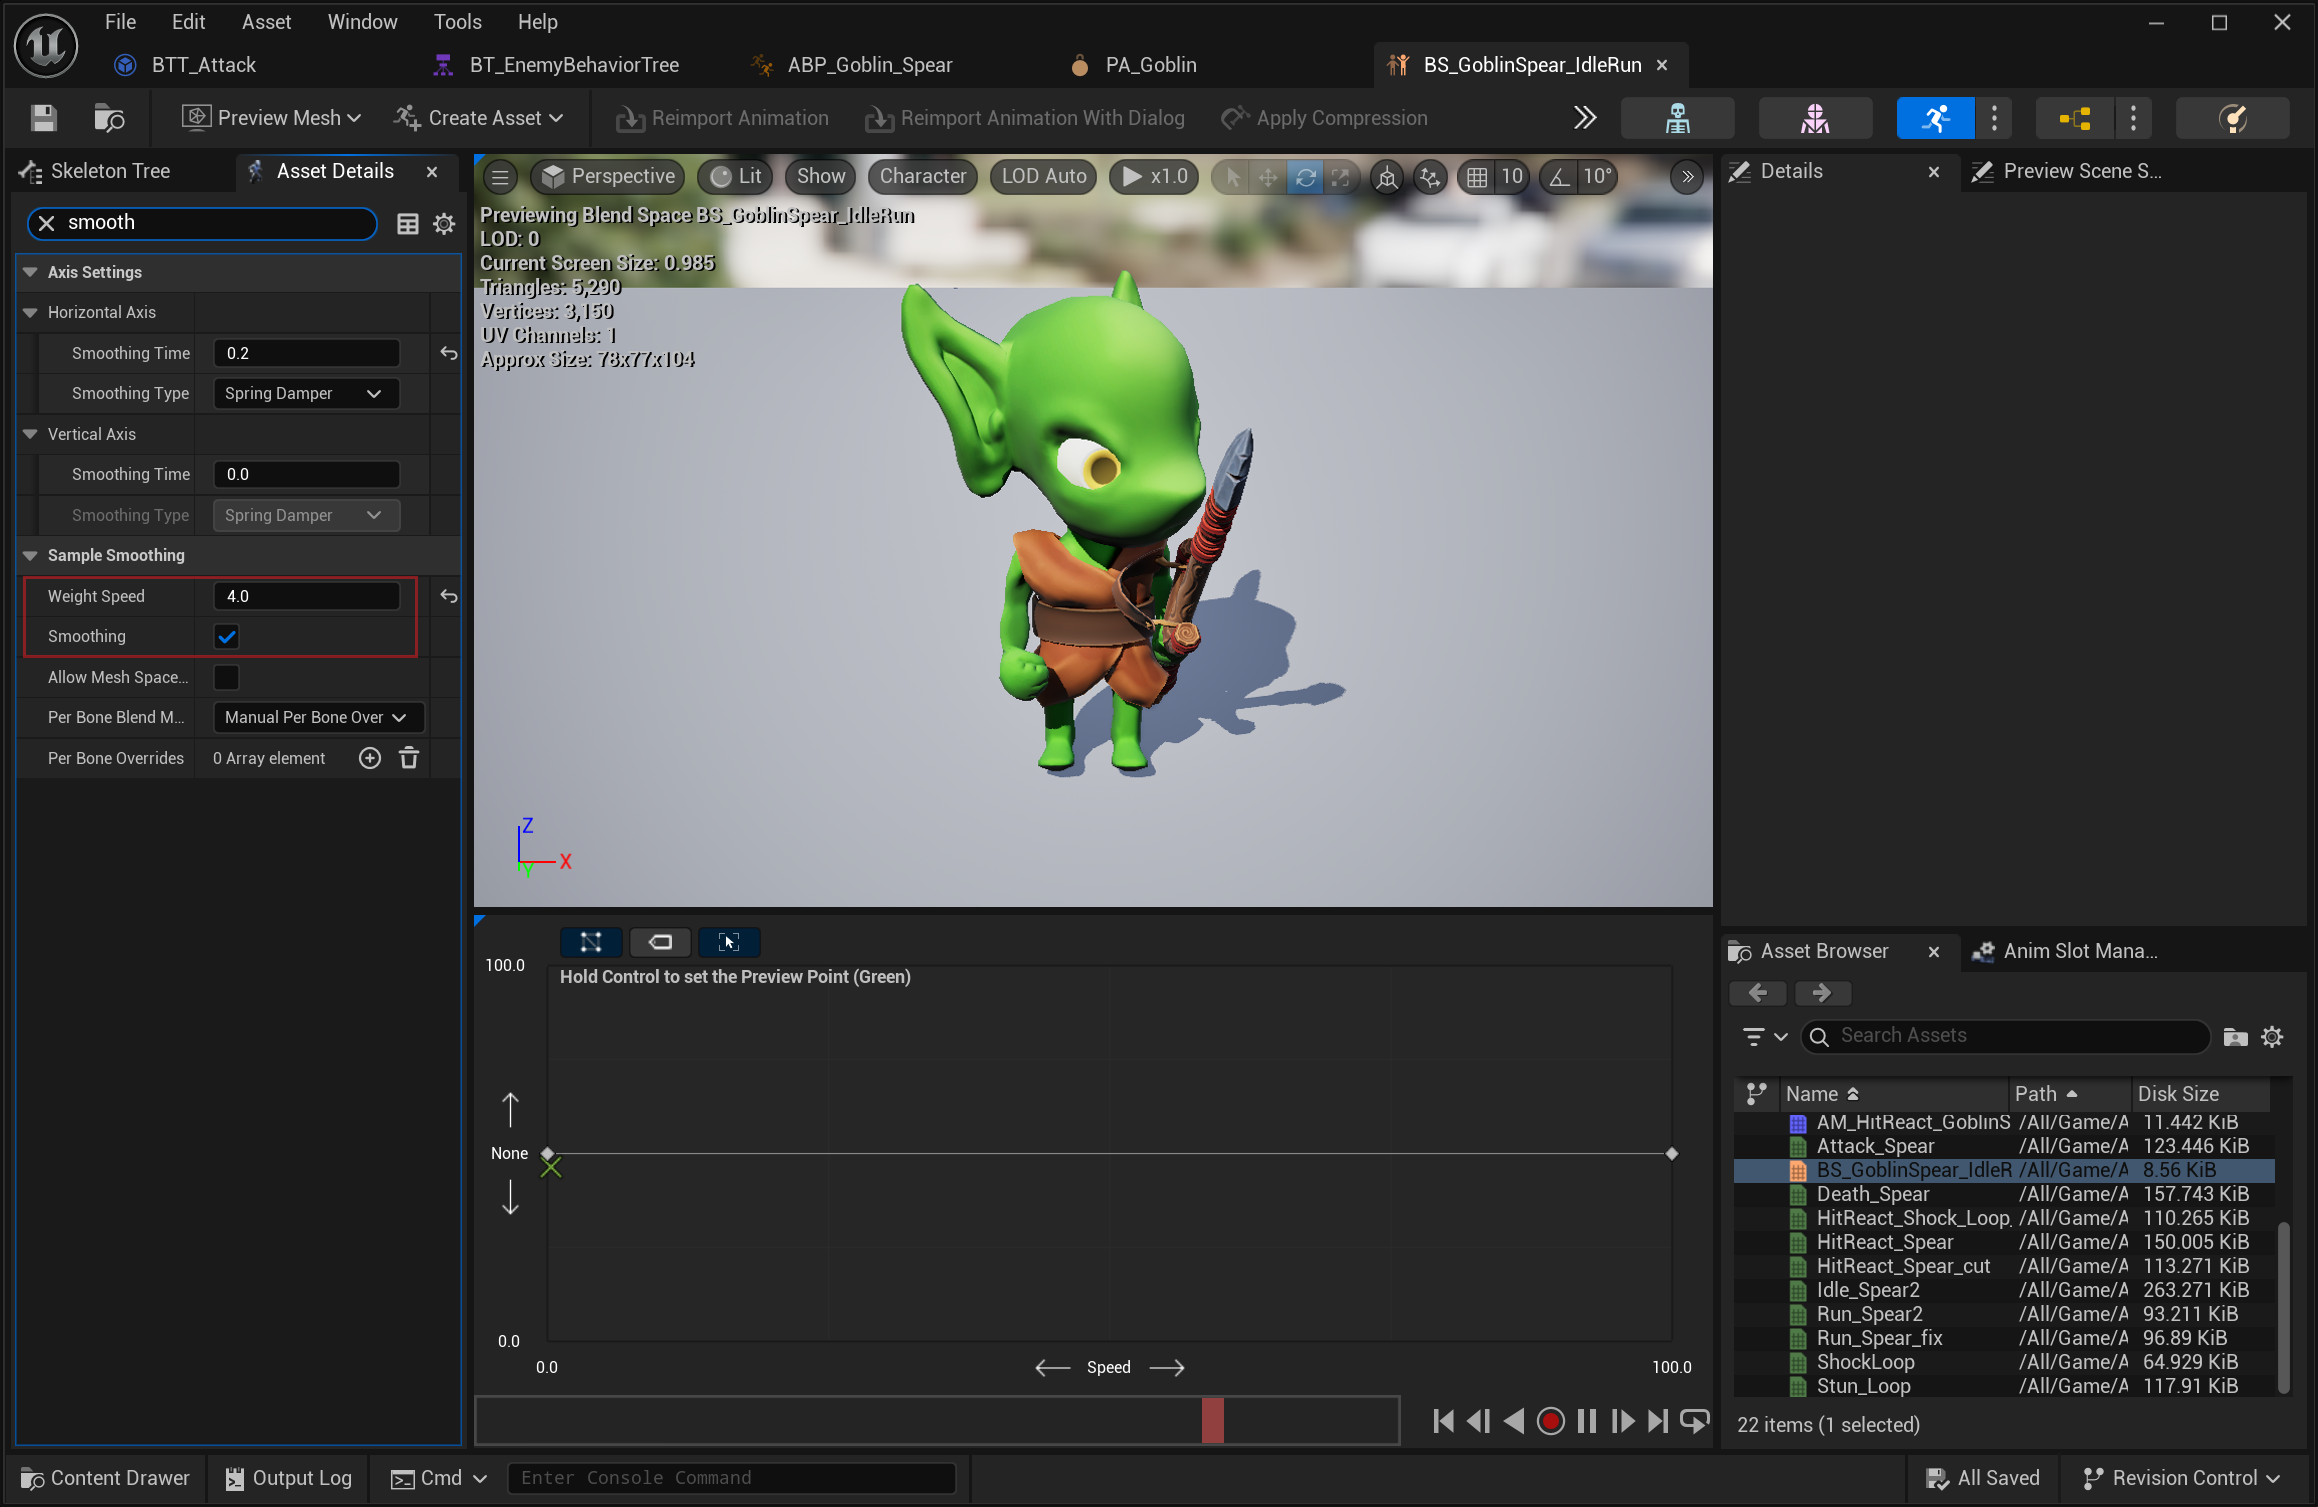 File Edit Asset Window Tools Help
BTT_Attack BT_EnemyBehaviorTree ABP_Goblin_Spear PA_Goblin BS_GoblinSpear_IdleRun
Preview Mesh Create Asset Reimport Animation Reimport Animation With Dialog Apply Compression
Skeleton Tree Asset Details
smooth
Axis Settings
Horizontal Axis
Smoothing Time 0.2
Smoothing Type Spring Damper
Vertical Axis
Smoothing Time 0.0
Smoothing Type Spring Damper
Sample Smoothing
Weight Speed 4.0
Smoothing
Allow Mesh Space...
Per Bone Blend M... Manual Per Bone Over
Per Bone Overrides 0 Array element
Perspective Lit Show Character LOD Auto x1.0 10 10°
Previewing Blend Space BS_GoblinSpear_IdleRun
LOD: 0
Current Screen Size: 0.985
Triangles: 5,290
Vertices: 3,150
UV Channels: 1
Approx Size: 78x77x104
Z
X
Y
100.0
Hold Control to set the Preview Point (Green)
None
0.0
0.0 Speed 100.0
Details Preview Scene S...
Asset Browser Anim Slot Mana...
Search Assets
Name Path Disk Size
AM_HitReact_GoblinS /All/Game/A 11.442 KiB
Attack_Spear /All/Game/A 123.446 KiB
BS_GoblinSpear_IdleR /All/Game/A 8.56 KiB
Death_Spear /All/Game/A 157.743 KiB
HitReact_Shock_Loop_ /All/Game/A 110.265 KiB
HitReact_Spear /All/Game/A 150.005 KiB
HitReact_Spear_cut /All/Game/A 113.271 KiB
Idle_Spear2 /All/Game/A 263.271 KiB
Run_Spear2 /All/Game/A 93.211 KiB
Run_Spear_fix /All/Game/A 96.89 KiB
ShockLoop /All/Game/A 64.929 KiB
Stun_Loop /All/Game/A 117.91 KiB
22 items (1 selected)
Content Drawer Output Log Cmd Enter Console Command All Saved Revision Control